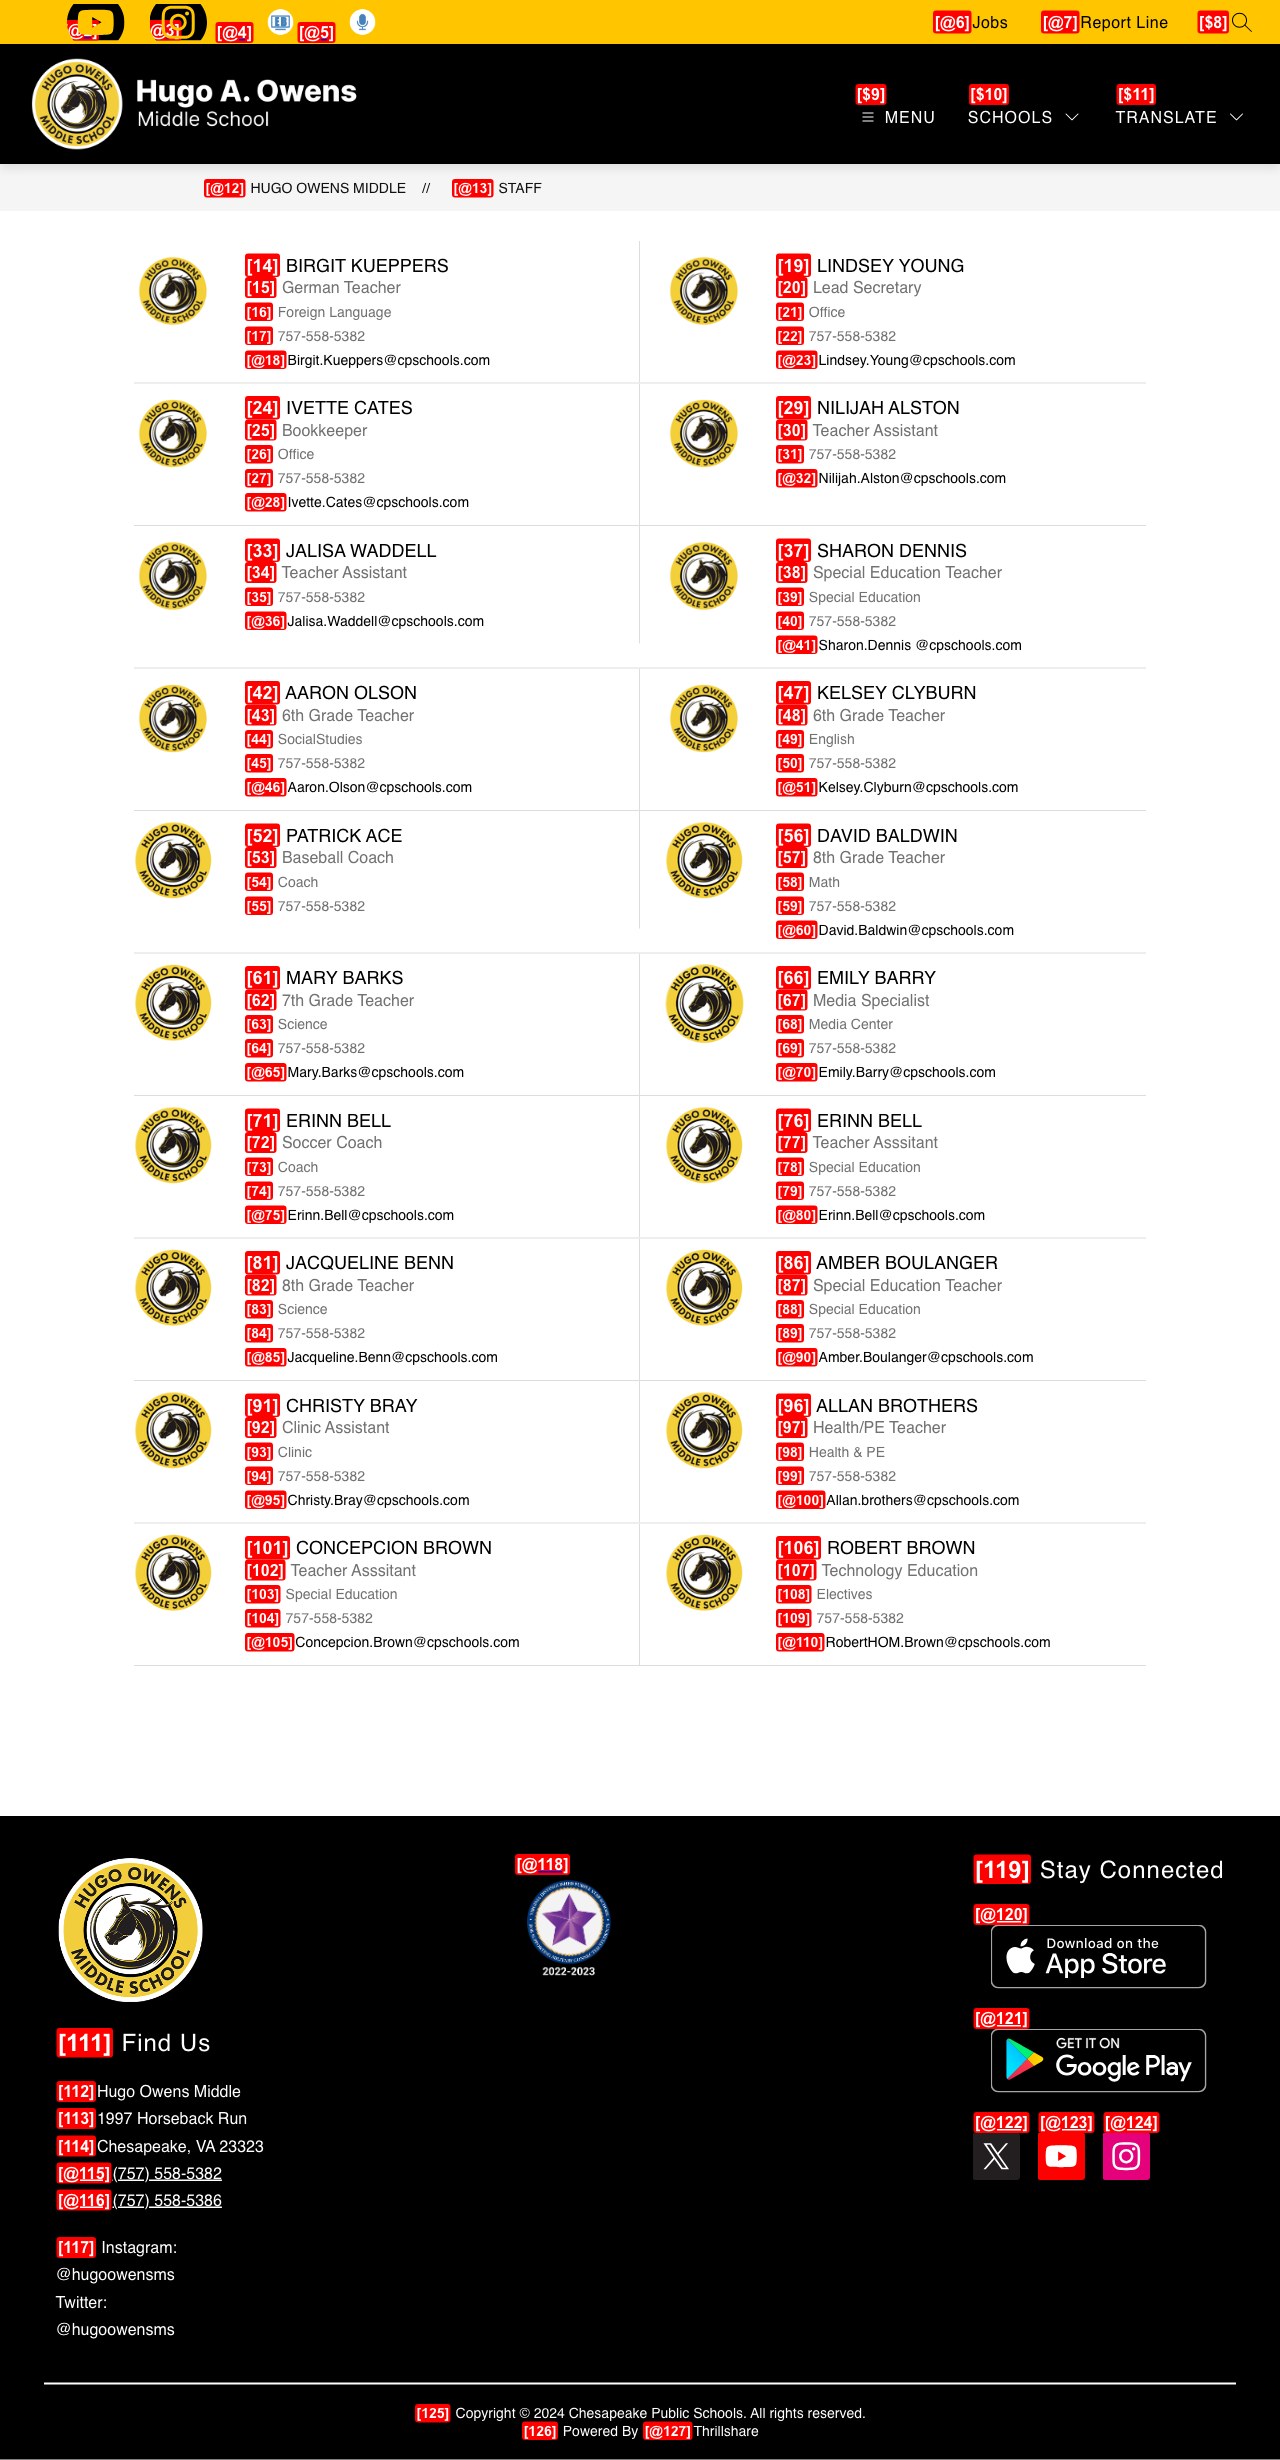 [@3] [@4] [@5] [@6] Jobs [@7] Report Line [$8]
HUGO OWENS MIDDLE SCHOOL
Hugo A. Owens
Middle School
[$9] [$10] [$11]
MENU SCHOOLS TRANSLATE
[@12] HUGO OWENS MIDDLE // [@13] STAFF
[14] BIRGIT KUEPPERS
[15] German Teacher
[16] Foreign Language
[17] 757-558-5382
[@18] Birgit.Kueppers@cpschools.com
[19] LINDSEY YOUNG
[20] Lead Secretary
[21] Office
[22] 757-558-5382
[@23] Lindsey.Young@cpschools.com
[24] IVETTE CATES
[25] Bookkeeper
[26] Office
[27] 757-558-5382
[@28] Ivette.Cates@cpschools.com
[29] NILIJAH ALSTON
[30] Teacher Assistant
[31] 757-558-5382
[@32] Nilijah.Alston@cpschools.com
[33] JALISA WADDELL
[34] Teacher Assistant
[35] 757-558-5382
[@36] Jalisa.Waddell@cpschools.com
[37] SHARON DENNIS
[38] Special Education Teacher
[39] Special Education
[40] 757-558-5382
[@41] Sharon.Dennis @cpschools.com
[42] AARON OLSON
[43] 6th Grade Teacher
[44] SocialStudies
[45] 757-558-5382
[@46] Aaron.Olson@cpschools.com
[47] KELSEY CLYBURN
[48] 6th Grade Teacher
[49] English
[50] 757-558-5382
[@51] Kelsey.Clyburn@cpschools.com
[52] PATRICK ACE
[53] Baseball Coach
[54] Coach
[55] 757-558-5382
[56] DAVID BALDWIN
[57] 8th Grade Teacher
[58] Math
[59] 757-558-5382
[@60] David.Baldwin@cpschools.com
[61] MARY BARKS
[62] 7th Grade Teacher
[63] Science
[64] 757-558-5382
[@65] Mary.Barks@cpschools.com
[66] EMILY BARRY
[67] Media Specialist
[68] Media Center
[69] 757-558-5382
[@70] Emily.Barry@cpschools.com
[71] ERINN BELL
[72] Soccer Coach
[73] Coach
[74] 757-558-5382
[@75] Erinn.Bell@cpschools.com
[76] ERINN BELL
[77] Teacher Asssitant
[78] Special Education
[79] 757-558-5382
[@80] Erinn.Bell@cpschools.com
[81] JACQUELINE BENN
[82] 8th Grade Teacher
[83] Science
[84] 757-558-5382
[@85] Jacqueline.Benn@cpschools.com
[86] AMBER BOULANGER
[87] Special Education Teacher
[88] Special Education
[89] 757-558-5382
[@90] Amber.Boulanger@cpschools.com
[91] CHRISTY BRAY
[92] Clinic Assistant
[93] Clinic
[94] 757-558-5382
[@95] Christy.Bray@cpschools.com
[96] ALLAN BROTHERS
[97] Health/PE Teacher
[98] Health & PE
[99] 757-558-5382
[@100] Allan.brothers@cpschools.com
[101] CONCEPCION BROWN
[102] Teacher Asssitant
[103] Special Education
[104] 757-558-5382
[@105] Concepcion.Brown@cpschools.com
[106] ROBERT BROWN
[107] Technology Education
[108] Electives
[109] 757-558-5382
[@110] RobertHOM.Brown@cpschools.com
HUGO OWENS MIDDLE SCHOOL
[111] Find Us
[112] Hugo Owens Middle
[113] 1997 Horseback Run
[114] Chesapeake, VA 23323
[@115] (757) 558-5382
[@116] (757) 558-5386
[117] Instagram:
@hugoowensms
Twitter:
@hugoowensms
[@118]
2022-2023
[119] Stay Connected
[@120]
Download on the
App Store
[@121]
GET IT ON
Google Play
[@122] [@123] [@124]
[125] Copyright © 2024 Chesapeake Public Schools. All rights reserved.
[126] Powered By [@127] Thrillshare